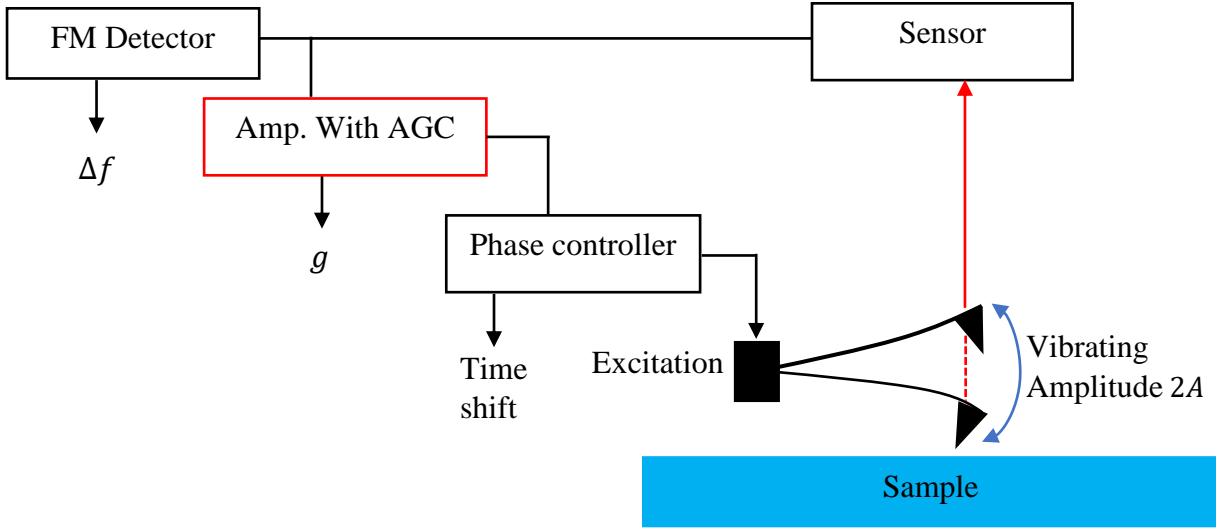 FM Detector
Sensor
Amp. With AGC
Δ𝑓
Phase controller
𝑔
Excitation
Time
shift
Vibrating
Amplitude 2𝐴
Sample